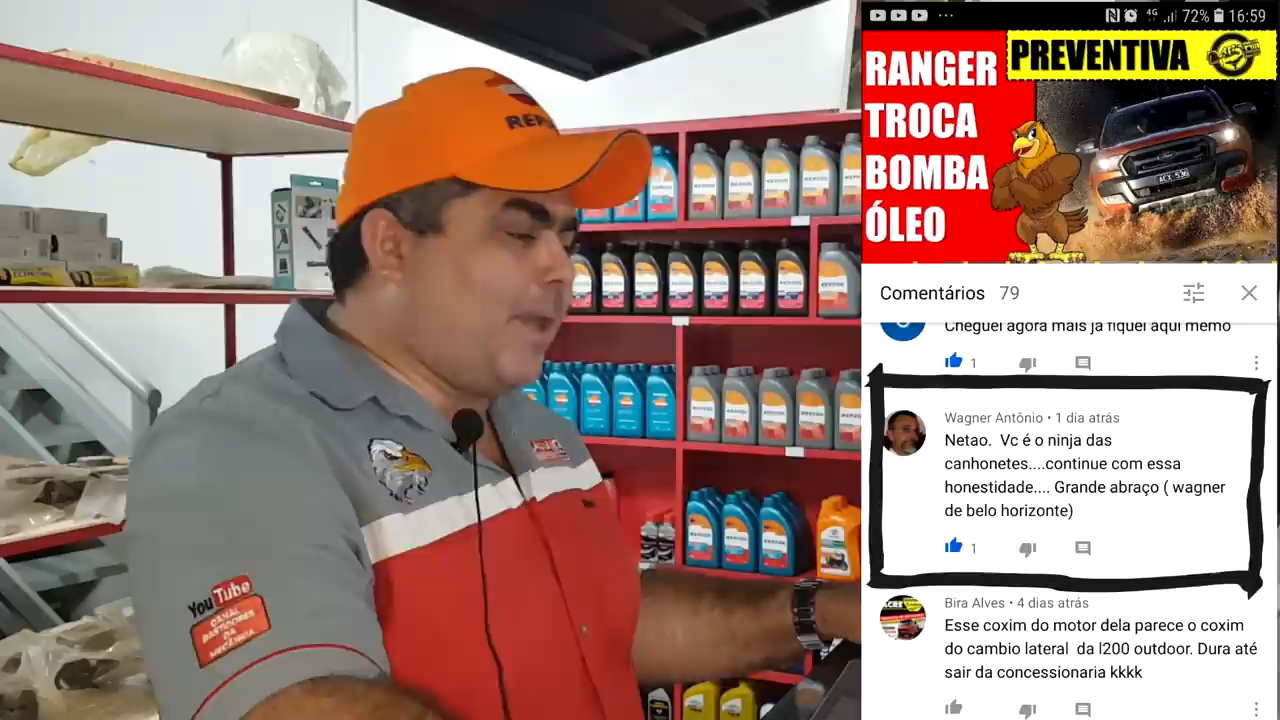 72% 16:59
4G
RANGER
TROCA
BOMBA
ÓLEO
PREVENTIVA
Comentários 79
Cheguei agora mais já fiquei aqui memo
1
Wagner Antônio • 1 dia atrás
Netao. Vc é o ninja das
canhonetes....continue com essa
honestidade.... Grande abraço ( wagner
de belo horizonte)
1
Bira Alves • 4 dias atrás
Esse coxim do motor dela parece o coxim
do cambio lateral da l200 outdoor. Dura até
sair da concessionaria kkkk
YouTube
CANAL
BASTIDORES
DA
MECÂNICA